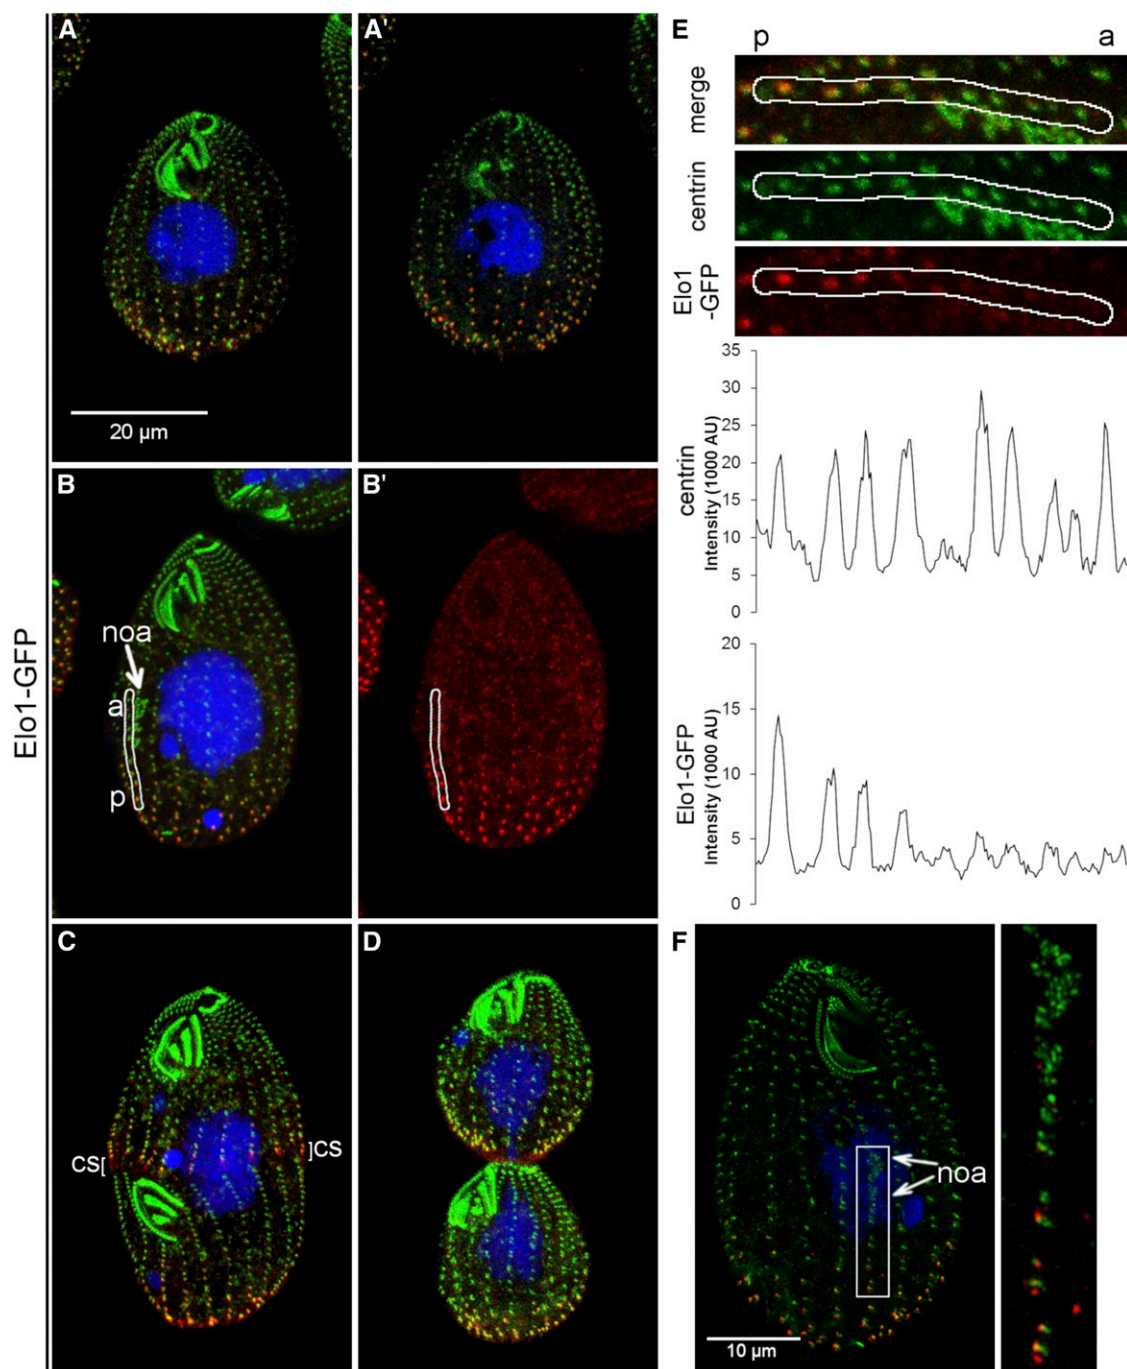 Elo1-GFP
A
A'
20 µm
B
noa
a
p
B'
C
CS[
]CS
D
E
p
a
merge
centrin
Elo1
-GFP
35
30
25
20
15
10
5
0
centrin
Intensity (1000 AU)
20
15
10
5
0
Elo1-GFP
Intensity (1000 AU)
F
noa
10 µm